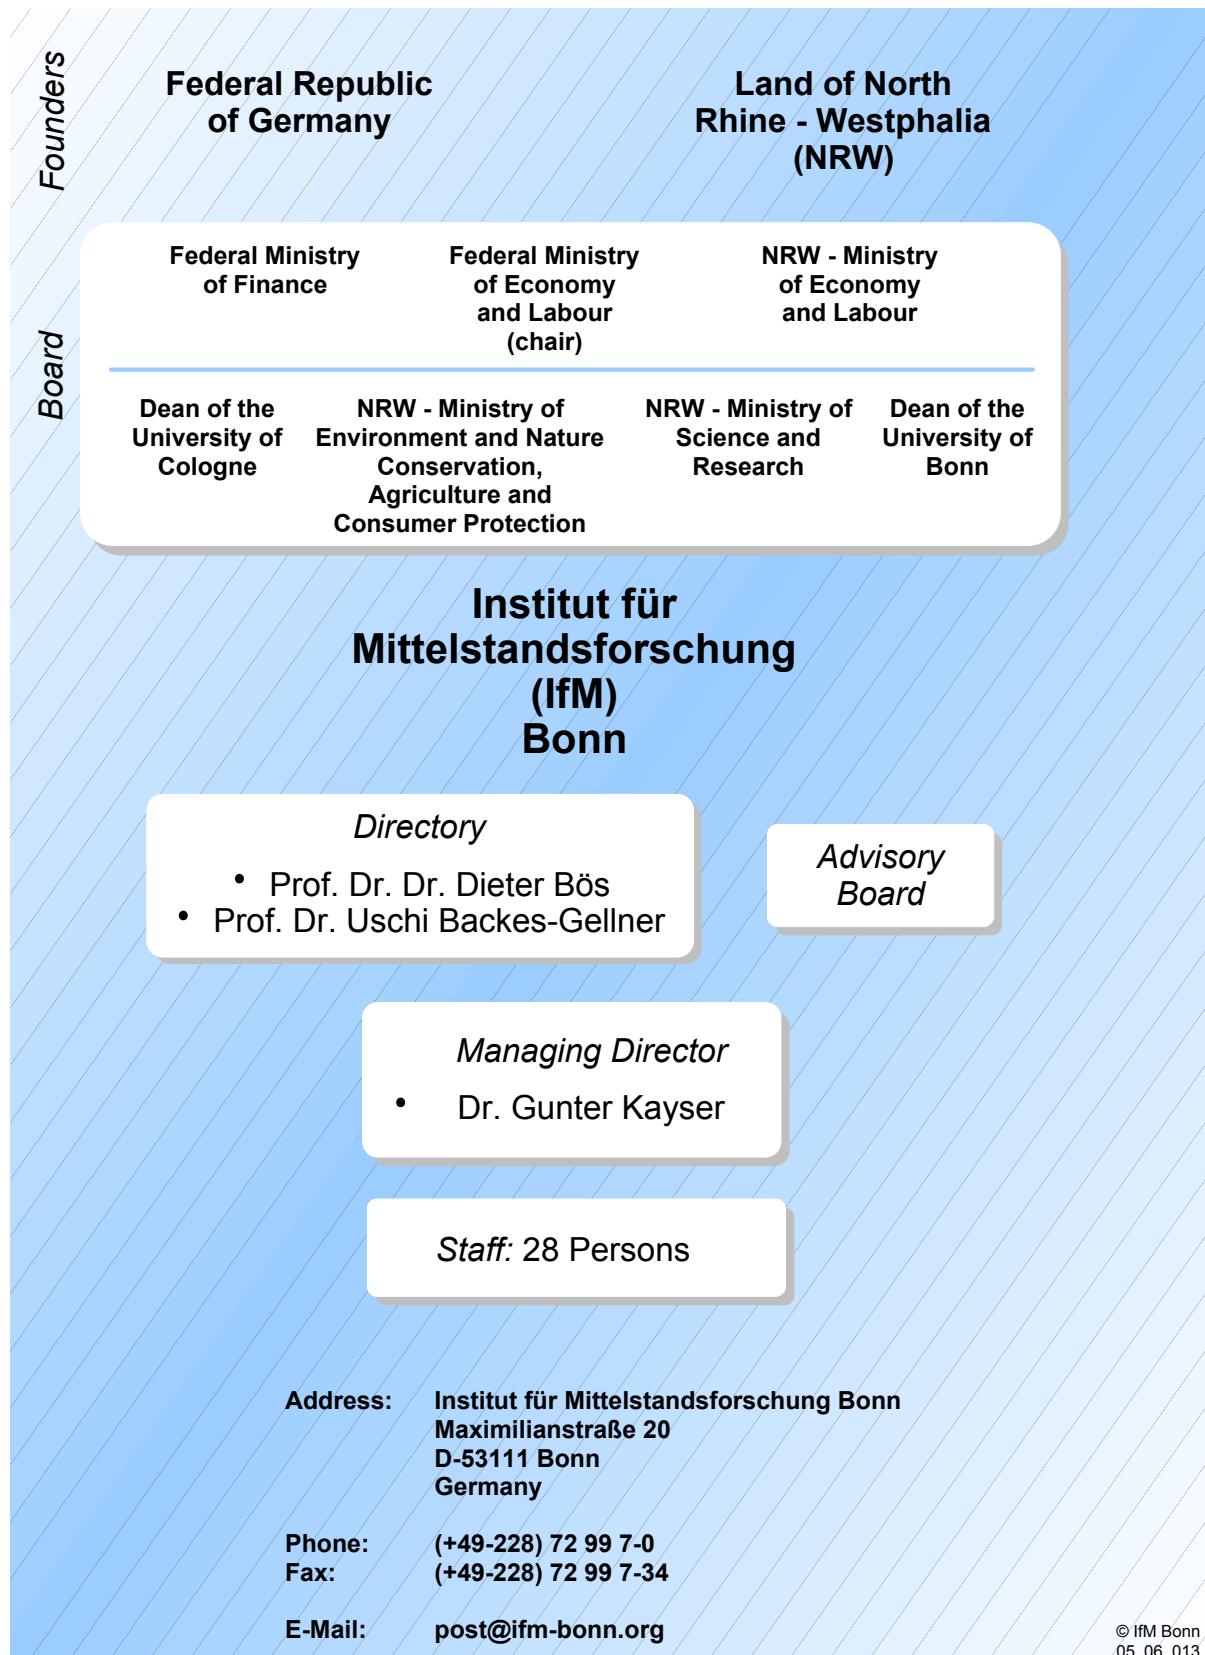 Founders
Federal Republic
of Germany
Land of North
Rhine - Westphalia
(NRW)
Board
Federal Ministry
of Finance
Federal Ministry
of Economy
and Labour
(chair)
NRW - Ministry
of Economy
and Labour
Dean of the
University of
Cologne
NRW - Ministry of
Environment and Nature
Conservation,
Agriculture and
Consumer Protection
NRW - Ministry of
Science and
Research
Dean of the
University of
Bonn
Institut für
Mittelstandsforschung
(IfM)
Bonn
Directory
• Prof. Dr. Dr. Dieter Bös
• Prof. Dr. Uschi Backes-Gellner
Advisory
Board
Managing Director
• Dr. Gunter Kayser
Staff: 28 Persons
Address: Institut für Mittelstandsforschung Bonn
Maximilianstraße 20
D-53111 Bonn
Germany
Phone: (+49-228) 72 99 7-0
Fax: (+49-228) 72 99 7-34
E-Mail: post@ifm-bonn.org
© IfM Bonn
05 06 013